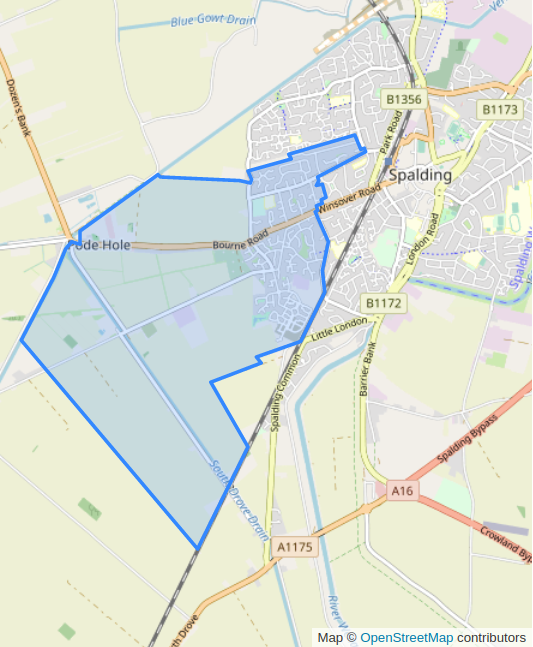 Blue Gowt Drain
Dozen's Bank
B1356
B1173
Park Road
Spalding
Winsover Road
ode Hole
Bourne Road
London Road
Spalding
B1172
Little London
Barrier Bank
Spalding Common
Spalding Bypass
South Drove Drain
A16
Crowland Byp
A1175
River
th Drove
Map © OpenStreetMap contributors